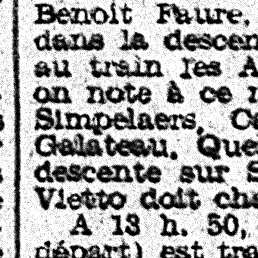 Benoit Faure,
dans la descen
au train les A
on note à ce
Simpelaers, Ca
Galateau, Que
descente sur S
Vietto doit cha
A 13 h. 50,
départ) est tra